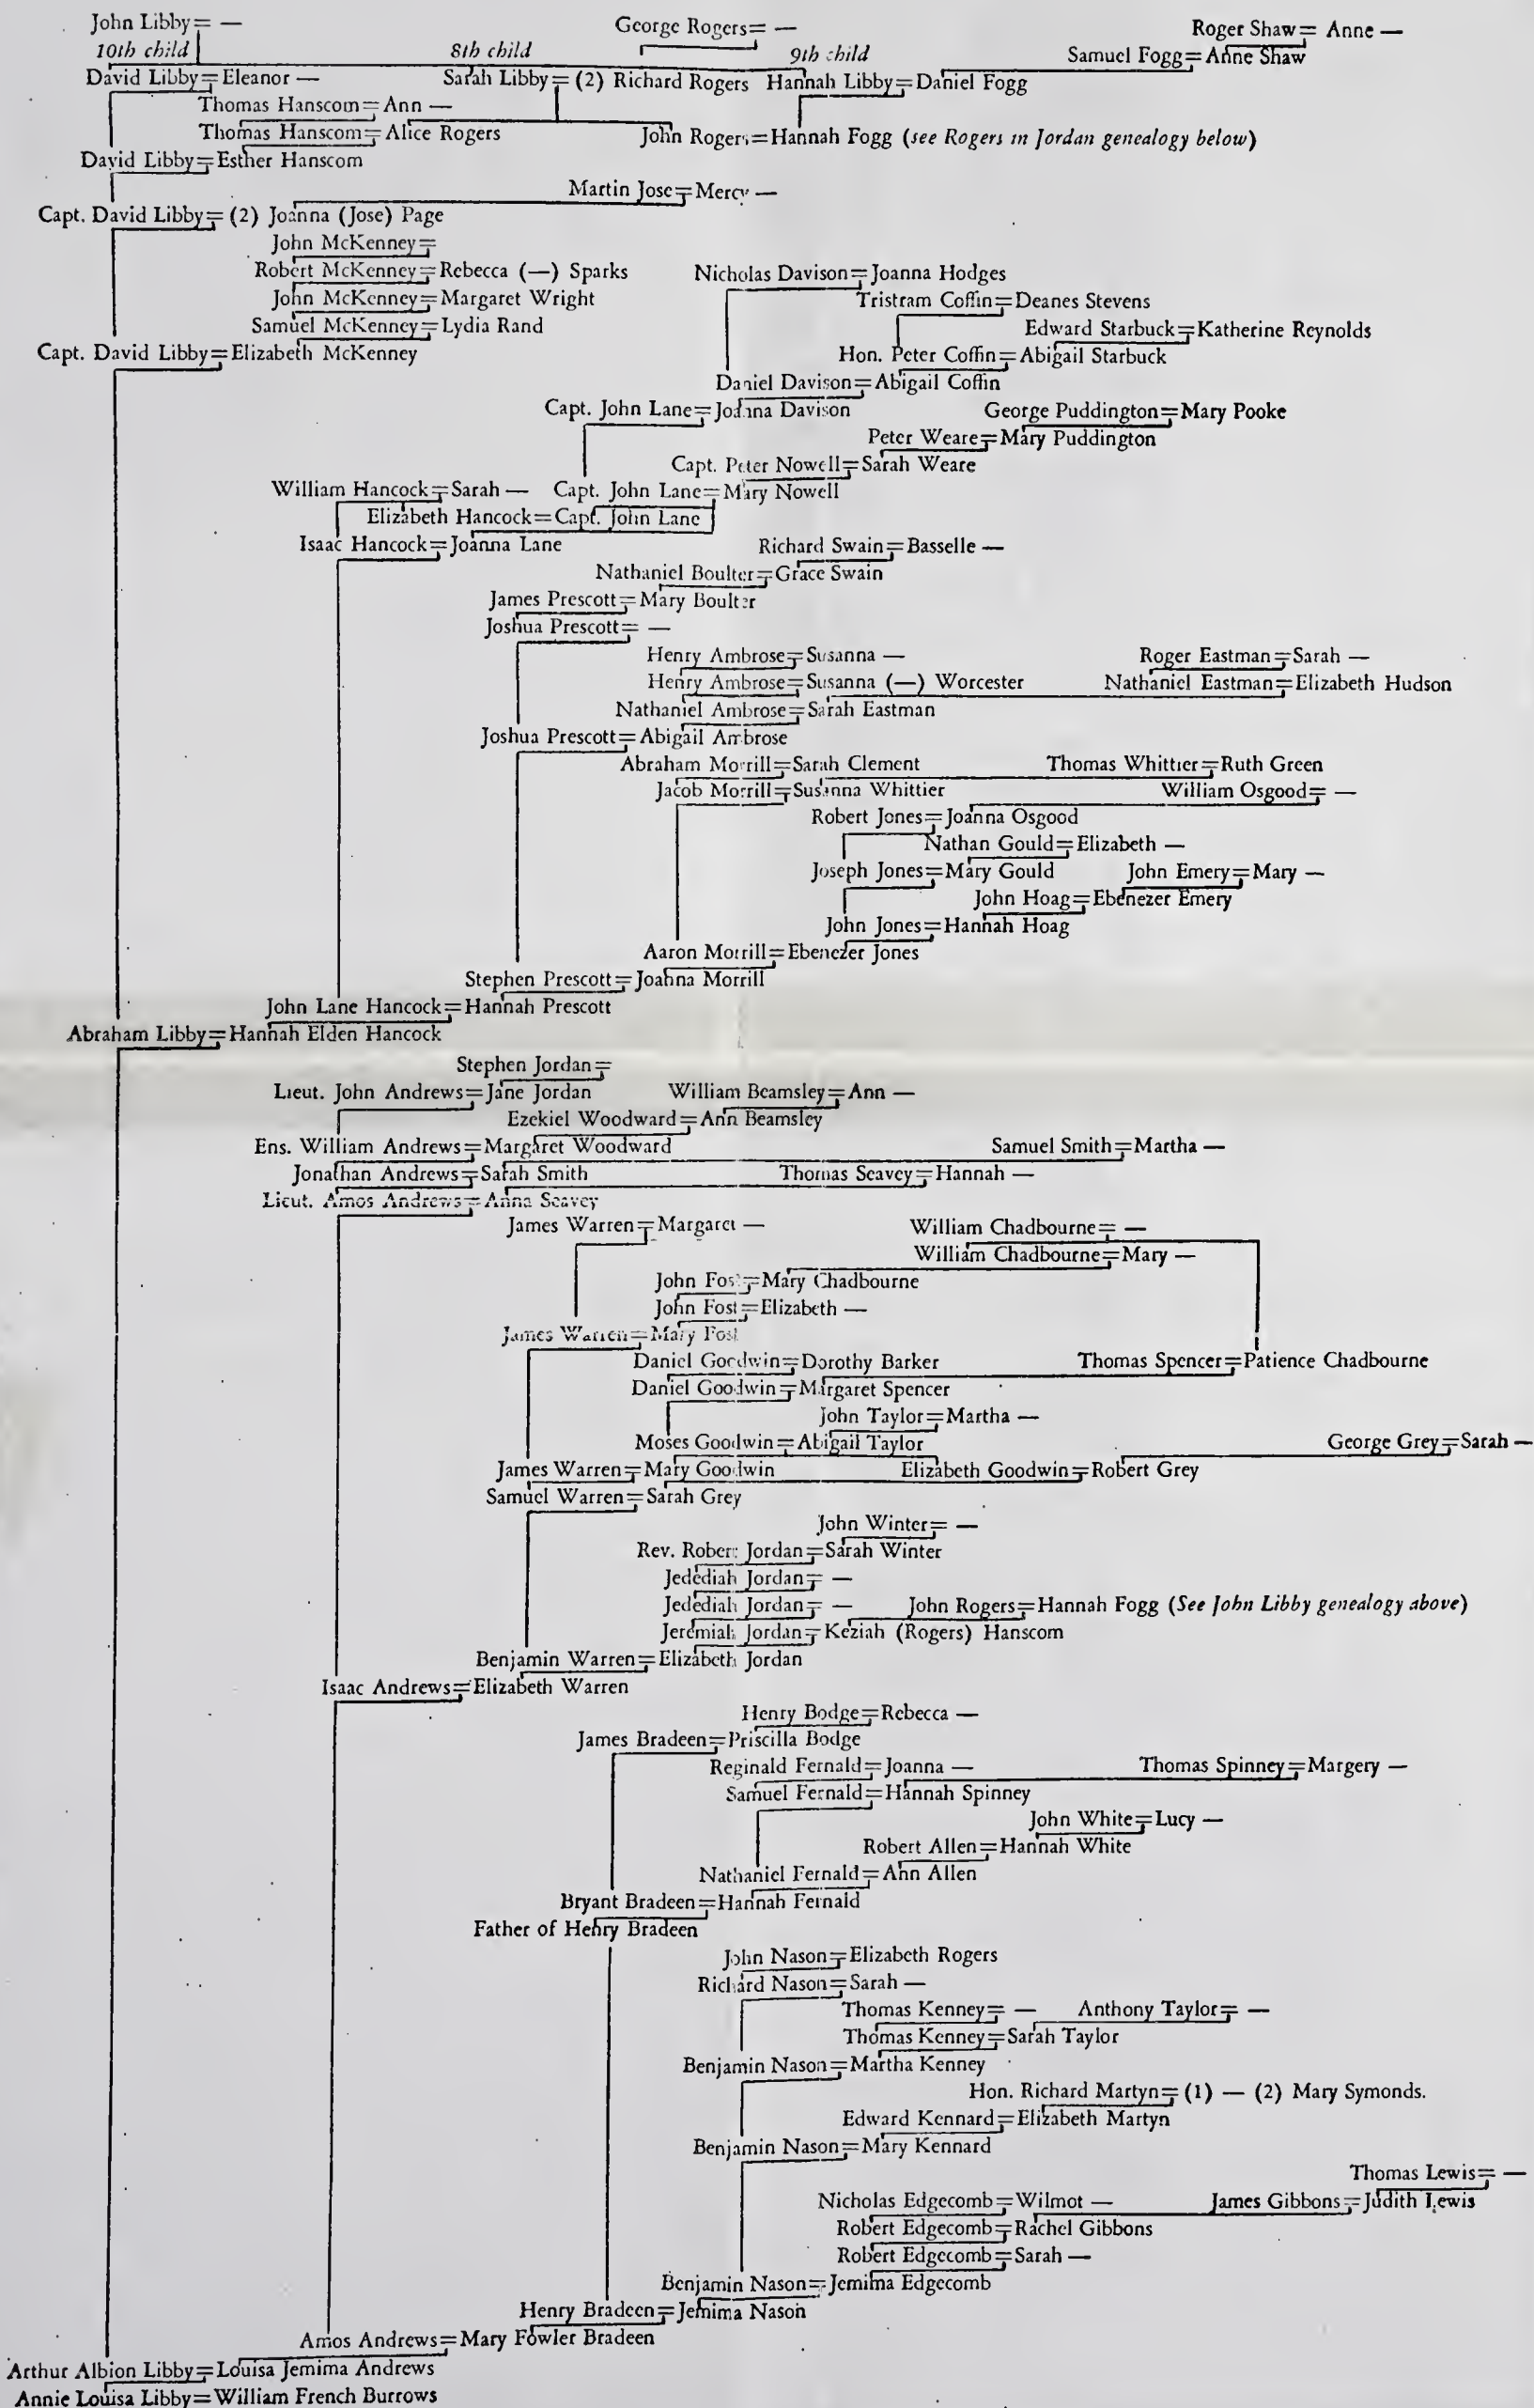 John Libby= —
George Rogers= —
Roger Shaw= Anne —
10th child 8th child 9th child Samuel Fogg= Anne Shaw
David Libby=Eleanor — Sarah Libby= (2) Richard Rogers Hannah Libby=Daniel Fogg
Thomas Hanscom=Ann —
Thomas Hanscom=Alice Rogers John Rogers=Hannah Fogg (see Rogers in Jordan genealogy below)
David Libby=Esther Hanscom
Martin Jose=Mercy —
Capt. David Libby= (2) Joanna (Jose) Page
John McKenney=
Robert McKenney=Rebecca (—) Sparks Nicholas Davison=Joanna Hodges
John McKenney=Margaret Wright Tristram Coffin=Deanes Stevens
Samuel McKenney=Lydia Rand Edward Starbuck=Katherine Reynolds
Capt. David Libby=Elizabeth McKenney Hon. Peter Coffin=Abigail Starbuck
Daniel Davison=Abigail Coffin
Capt. John Lane=Joanna Davison George Puddington=Mary Pooke
Peter Weare=Mary Puddington
Capt. Peter Nowell=Sarah Weare
William Hancock=Sarah — Capt. John Lane=Mary Nowell
Elizabeth Hancock=Capt. John Lane
Isaac Hancock=Joanna Lane Richard Swain=Basselle —
Nathaniel Boulter=Grace Swain
James Prescott=Mary Boulter
Joshua Prescott= —
Henry Ambrose=Susanna — Roger Eastman=Sarah —
Henry Ambrose=Susanna (—) Worcester Nathaniel Eastman=Elizabeth Hudson
Nathaniel Ambrose=Sarah Eastman
Joshua Prescott=Abigail Ambrose
Abraham Morrill=Sarah Clement Thomas Whittier=Ruth Green
Jacob Morrill=Susanna Whittier William Osgood= —
Robert Jones=Joanna Osgood
Nathan Gould=Elizabeth —
Joseph Jones=Mary Gould John Emery=Mary —
John Hoag=Ebenezer Emery
John Jones=Hannah Hoag
Aaron Morrill=Ebenezer Jones
Stephen Prescott=Joanna Morrill
John Lane Hancock=Hannah Prescott
Abraham Libby=Hannah Elden Hancock
Stephen Jordan=
Lieut. John Andrews=Jane Jordan William Beamsley=Ann —
Ezekiel Woodward=Ann Beamsley
Ens. William Andrews=Margaret Woodward Samuel Smith=Martha —
Jonathan Andrews=Sarah Smith Thomas Seavey=Hannah —
Lieut. Amos Andrews=Anna Seavey
James Warren=Margaret — William Chadbourne= —
William Chadbourne=Mary —
John Fost=Mary Chadbourne
John Fost=Elizabeth —
James Warren=Mary Fost
Daniel Goodwin=Dorothy Barker Thomas Spencer=Patience Chadbourne
Daniel Goodwin=Margaret Spencer
John Taylor=Martha —
Moses Goodwin=Abigail Taylor George Grey=Sarah —
James Warren=Mary Goodwin Elizabeth Goodwin=Robert Grey
Samuel Warren=Sarah Grey
John Winter= —
Rev. Robert Jordan=Sarah Winter
Jedediah Jordan= —
Jedediah Jordan= — John Rogers=Hannah Fogg (See John Libby genealogy above)
Jeremiah Jordan=Keziah (Rogers) Hanscom
Benjamin Warren=Elizabeth Jordan
Isaac Andrews=Elizabeth Warren
Henry Bodge=Rebecca —
James Bradeen=Priscilla Bodge
Reginald Fernald=Joanna — Thomas Spinney=Margery —
Samuel Fernald=Hannah Spinney
John White=Lucy —
Robert Allen=Hannah White
Nathaniel Fernald=Ann Allen
Bryant Bradeen=Hannah Fernald
Father of Henry Bradeen
John Nason=Elizabeth Rogers
Richard Nason=Sarah —
Thomas Kenney= — Anthony Taylor= —
Thomas Kenney=Sarah Taylor
Benjamin Nason=Martha Kenney
Hon. Richard Martyn= (1) — (2) Mary Symonds.
Edward Kennard=Elizabeth Martyn
Benjamin Nason=Mary Kennard
Thomas Lewis= —
Nicholas Edgecomb=Wilmot — James Gibbons=Judith Lewis
Robert Edgecomb=Rachel Gibbons
Robert Edgecomb=Sarah —
Benjamin Nason=Jemima Edgecomb
Henry Bradeen=Jemima Nason
Amos Andrews=Mary Fowler Bradeen
Arthur Albion Libby=Louisa Jemima Andrews
Annie Louisa Libby=William French Burrows